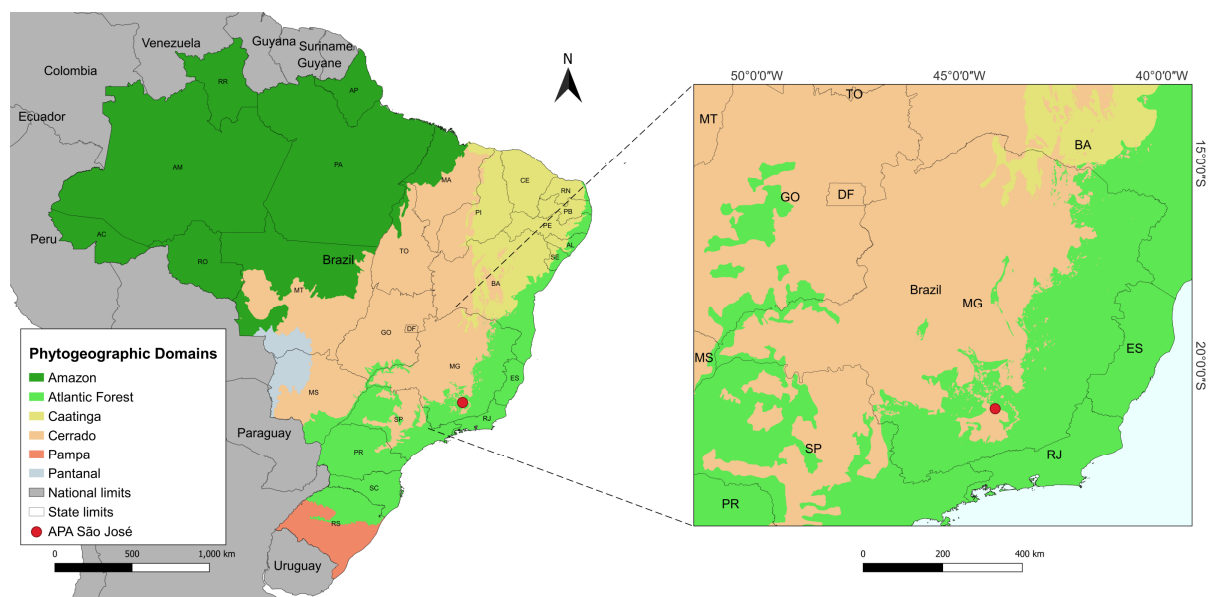 Venezuela
Guyana
Suriname
Guyane
Colombia
Ecuador
Peru
Brazil
Paraguay
Uruguay
RR
AP
AM
PA
MA
CE
RN
PB
PE
PI
AL
SE
AC
RO
TO
BA
MT
GO
DF
MG
ES
MS
SP
RJ
PR
SC
RS
N
Phytogeographic Domains
Amazon
Atlantic Forest
Caatinga
Cerrado
Pampa
Pantanal
National limits
State limits
APA São José
0 500 1,000 km
50°0'0"W 45°0'0"W 40°0'0"W
15°0'0"S
20°0'0"S
TO
MT
BA
GO
DF
Brazil
MG
MS
ES
SP
RJ
PR
0 200 400 km